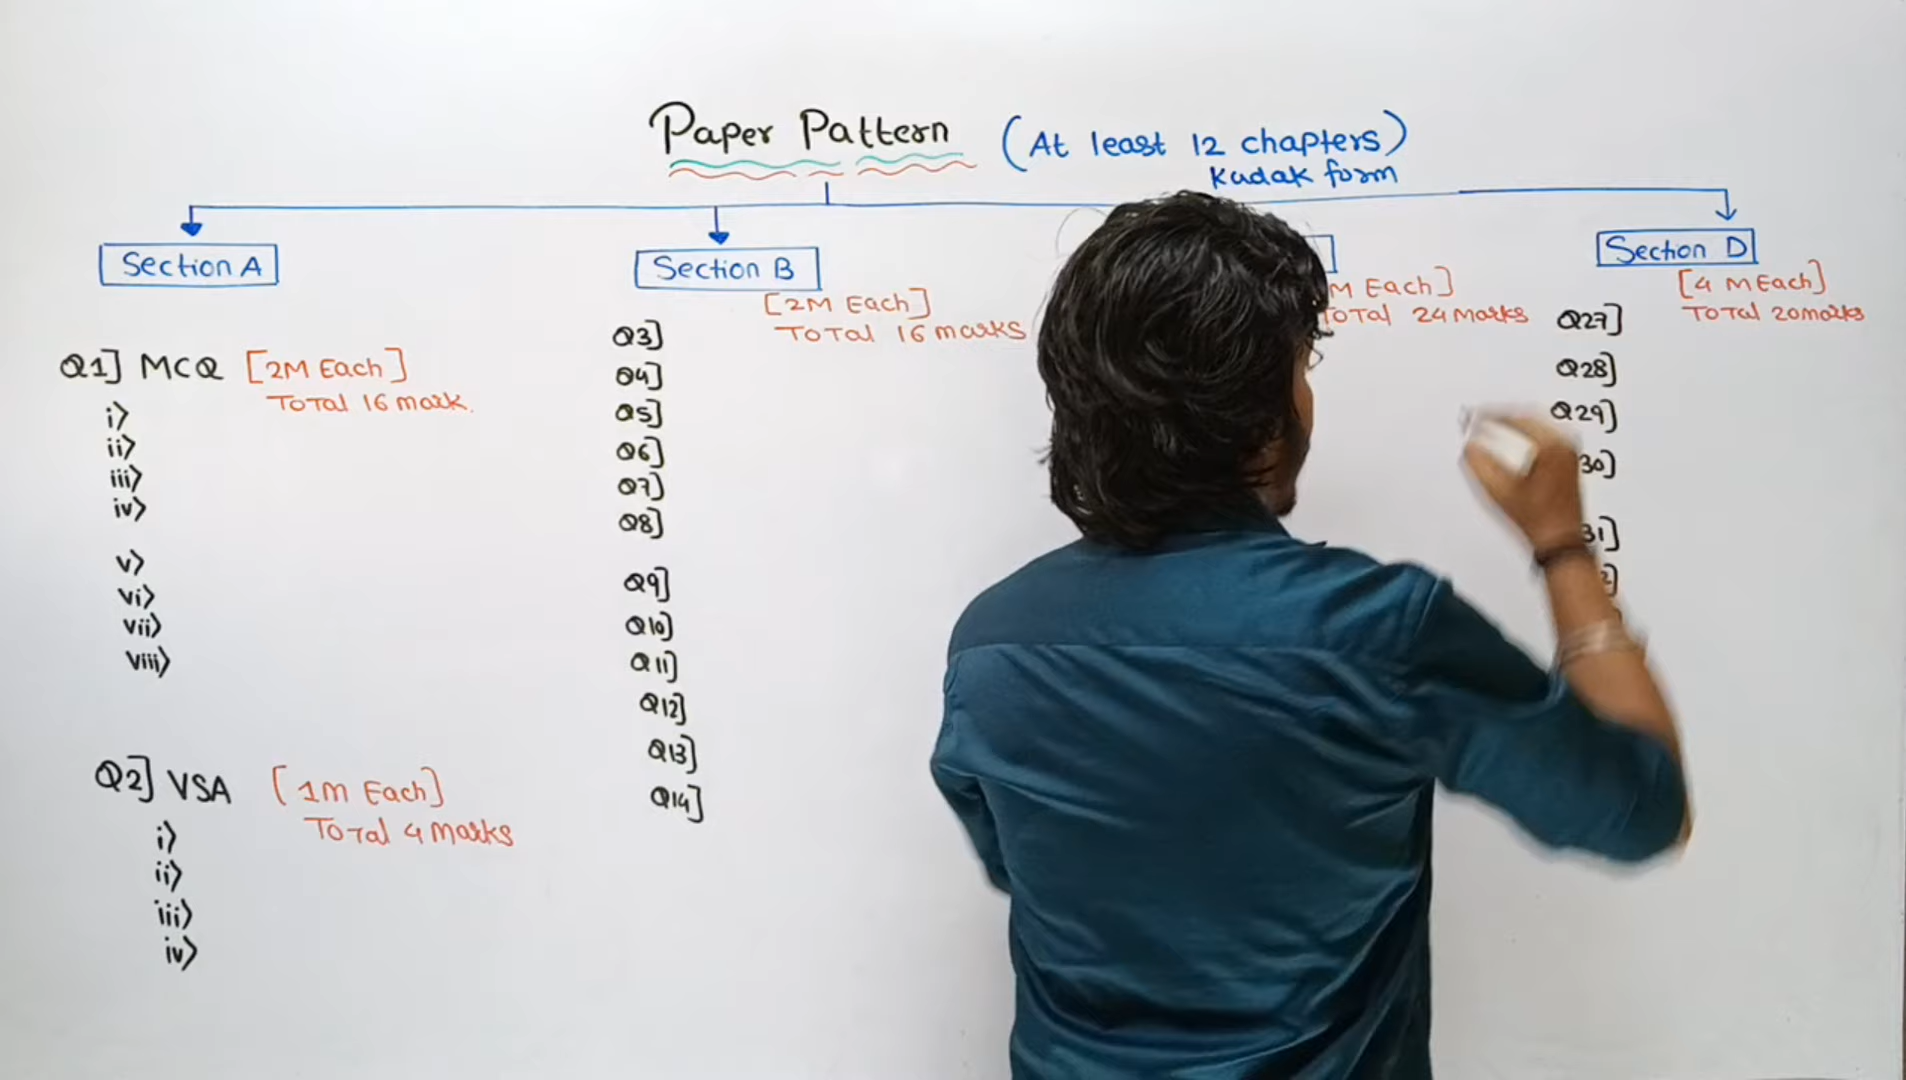 Paper Pattern
(At least 12 chapters)
Kadak form
Section A
Q1] MCQ [2M Each]
Total 16 mark.
i)
ii)
iii)
iv)
v)
vi)
vii)
viii)
Q2] VSA [1M Each]
Total 4 marks
i)
ii)
iii)
iv)
Section B
[2M Each]
Total 16 marks
Q3]
Q4]
Q5]
Q6]
Q7]
Q8]
Q9]
Q10]
Q11]
Q12]
Q13]
Q14]
M Each]
Total 24 Marks
Section D
[4 M Each]
Total 20 marks
Q27]
Q28]
Q29]
30]
31]